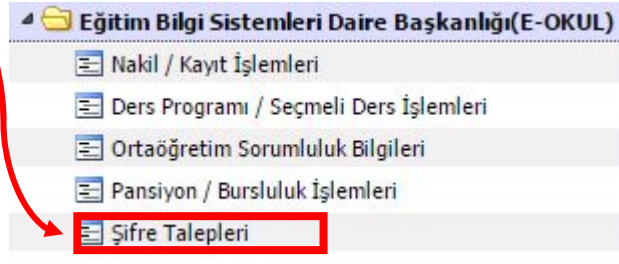 Eğitim Bilgi Sistemleri Daire Başkanlığı(E-OKUL)
Nakil / Kayıt İşlemleri
Ders Programı / Seçmeli Ders İşlemleri
Ortaöğretim Sorumluluk Bilgileri
Pansiyon / Bursluluk İşlemleri
Şifre Talepleri